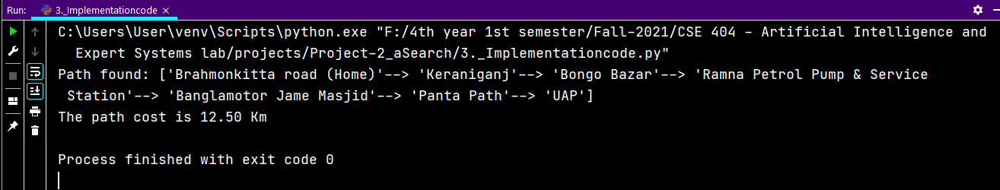 Run: 3._Implementationcode ×
C:\Users\User\venv\Scripts\python.exe "F:/4th year 1st semester/Fall-2021/CSE 404 - Artificial Intelligence and
Expert Systems lab/projects/Project-2_aSearch/3._Implementationcode.py"
Path found: ['Brahmonkitta road (Home)'--> 'Keraniganj'--> 'Bongo Bazar'--> 'Ramna Petrol Pump & Service
Station'--> 'Banglamotor Jame Masjid'--> 'Panta Path'--> 'UAP']
The path cost is 12.50 Km
Process finished with exit code 0